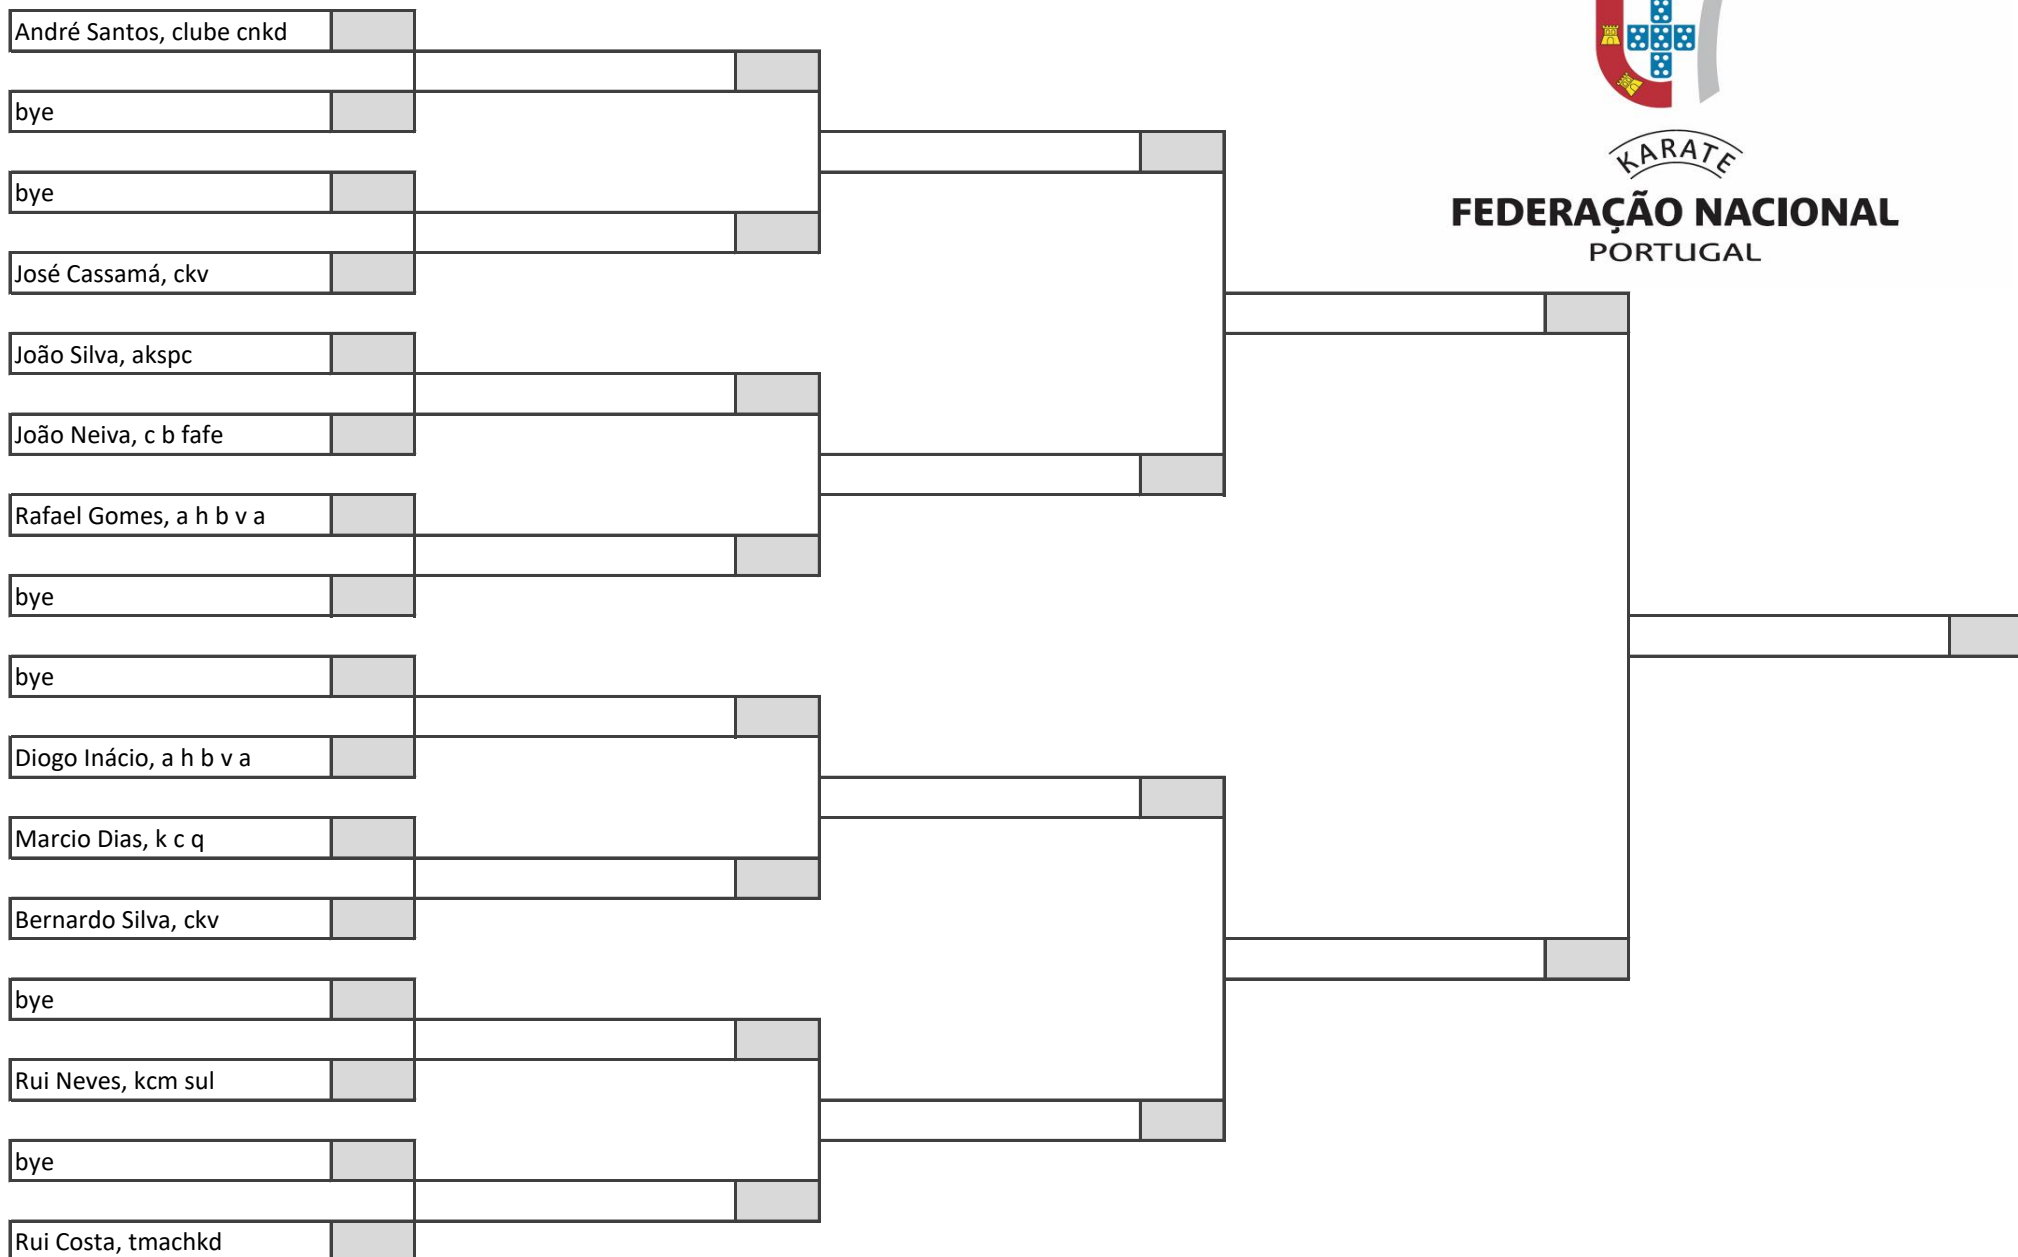 André Santos, clube cnkd
bye
bye
José Cassamá, ckv
João Silva, akspc
João Neiva, c b fafe
Rafael Gomes, a h b v a
bye
bye
Diogo Inácio, a h b v a
Marcio Dias, k c q
Bernardo Silva, ckv
bye
Rui Neves, kcm sul
bye
Rui Costa, tmachkd
KARATE
FEDERAÇÃO NACIONAL
PORTUGAL